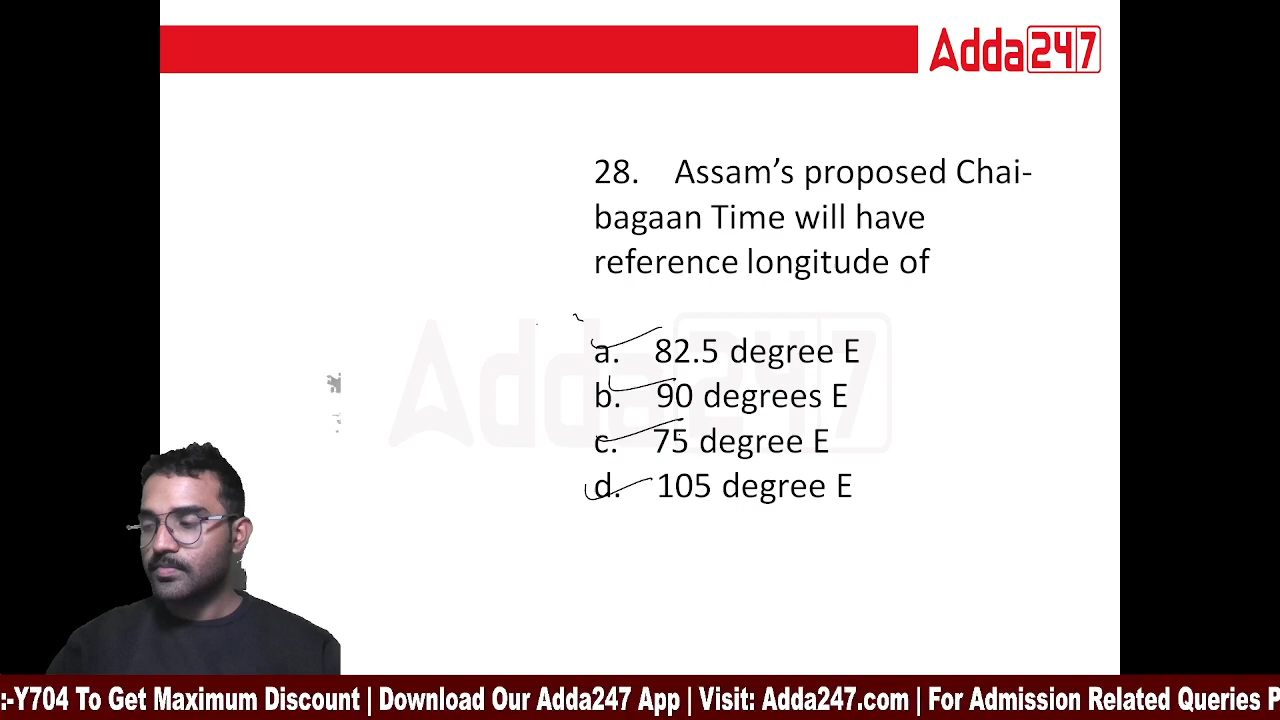 Adda247
28. Assam’s proposed Chai-
bagaan Time will have
reference longitude of
Adda247
a. 82.5 degree E
b. 90 degrees E
c. 75 degree E
d. 105 degree E
:-Y704 To Get Maximum Discount | Download Our Adda247 App | Visit: Adda247.com | For Admission Related Queries P